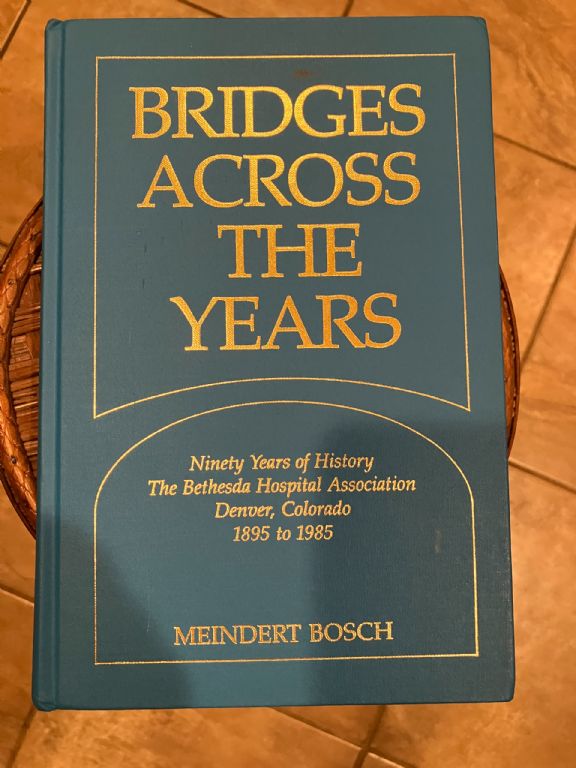 BRIDGES
ACROSS
THE
YEARS
Ninety Years of History
The Bethesda Hospital Association
Denver, Colorado
1895 to 1985
MEINDERT BOSCH